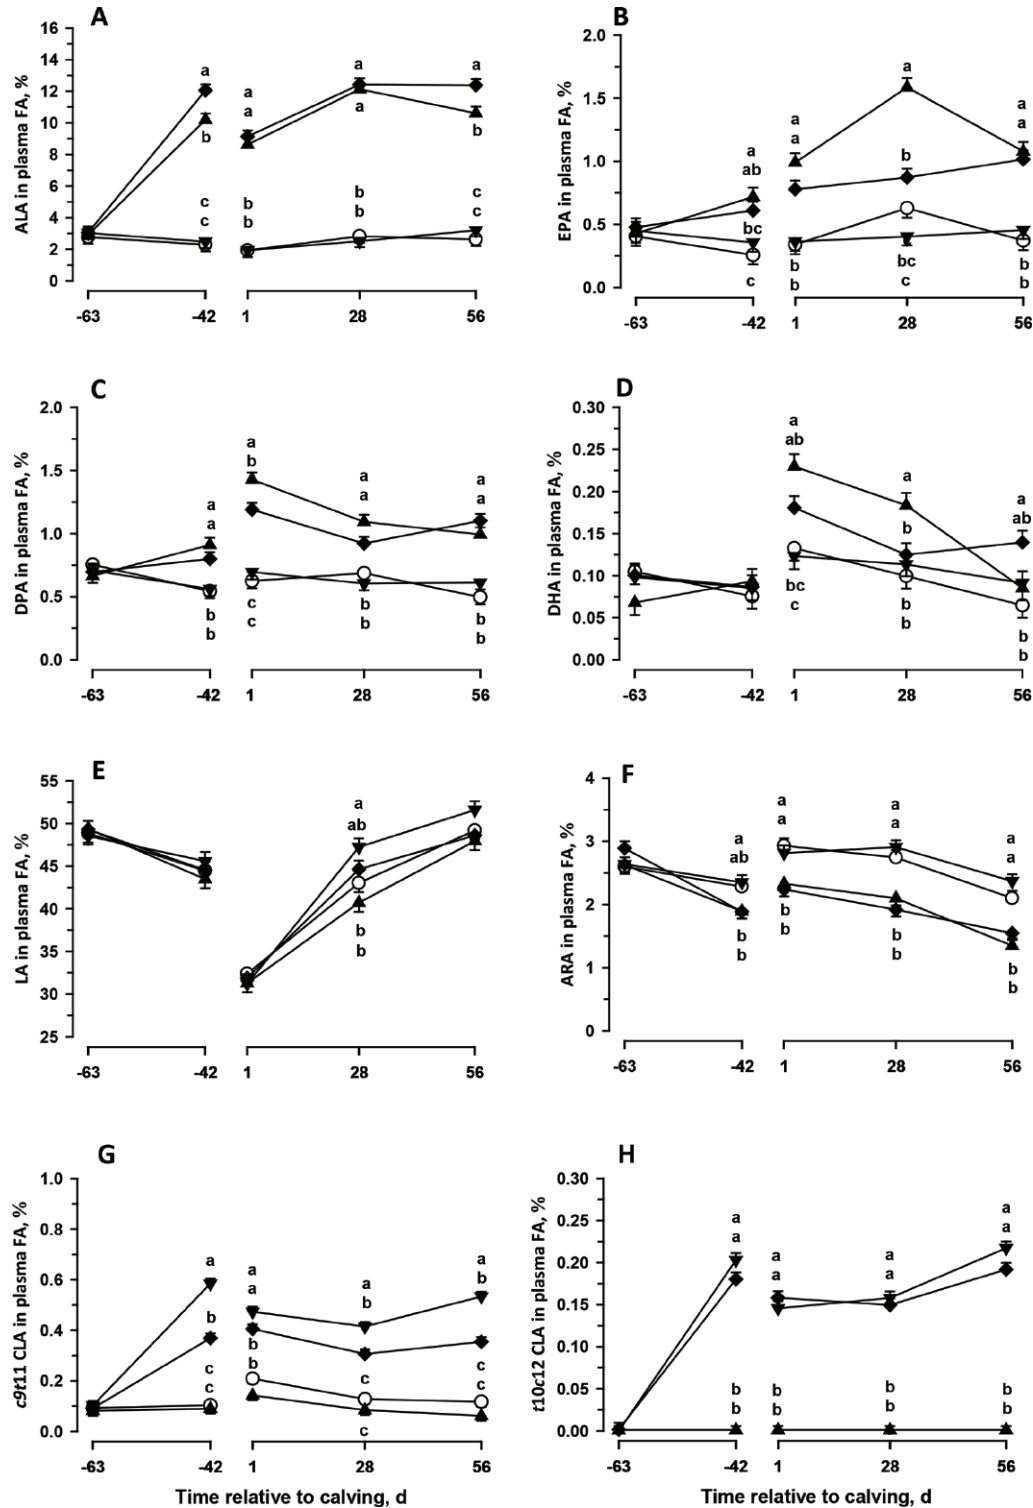 A
ALA in plasma FA, %
16
14
12
10
8
6
4
2
0
a
b
c
c
a
a
b
b
a
a
b
b
a
b
c
c
-63 -42 1 28 56
B
EPA in plasma FA, %
2.0
1.5
1.0
0.5
0.0
a
ab
bc
c
a
a
b
b
a
b
bc
c
a
a
b
b
-63 -42 1 28 56
C
DPA in plasma FA, %
2.0
1.5
1.0
0.5
0.0
a
a
b
b
a
b
c
c
a
a
b
b
a
a
b
b
-63 -42 1 28 56
D
DHA in plasma FA, %
0.30
0.25
0.20
0.15
0.10
0.05
0.00
a
ab
bc
c
a
b
b
b
a
ab
b
b
-63 -42 1 28 56
E
LA in plasma FA, %
55
50
45
40
35
30
25
a
ab
b
b
-63 -42 1 28 56
F
ARA in plasma FA, %
4
3
2
1
0
a
ab
b
b
a
a
b
b
a
a
b
b
a
a
b
b
-63 -42 1 28 56
G
c9t11 CLA in plasma FA, %
1.0
0.8
0.6
0.4
0.2
0.0
a
b
c
c
a
a
b
b
a
b
c
c
a
b
c
c
-63 -42 1 28 56
Time relative to calving, d
H
t10c12 CLA in plasma FA, %
0.30
0.25
0.20
0.15
0.10
0.05
0.00
a
a
b
b
a
a
b
b
a
a
b
b
a
a
b
b
-63 -42 1 28 56
Time relative to calving, d